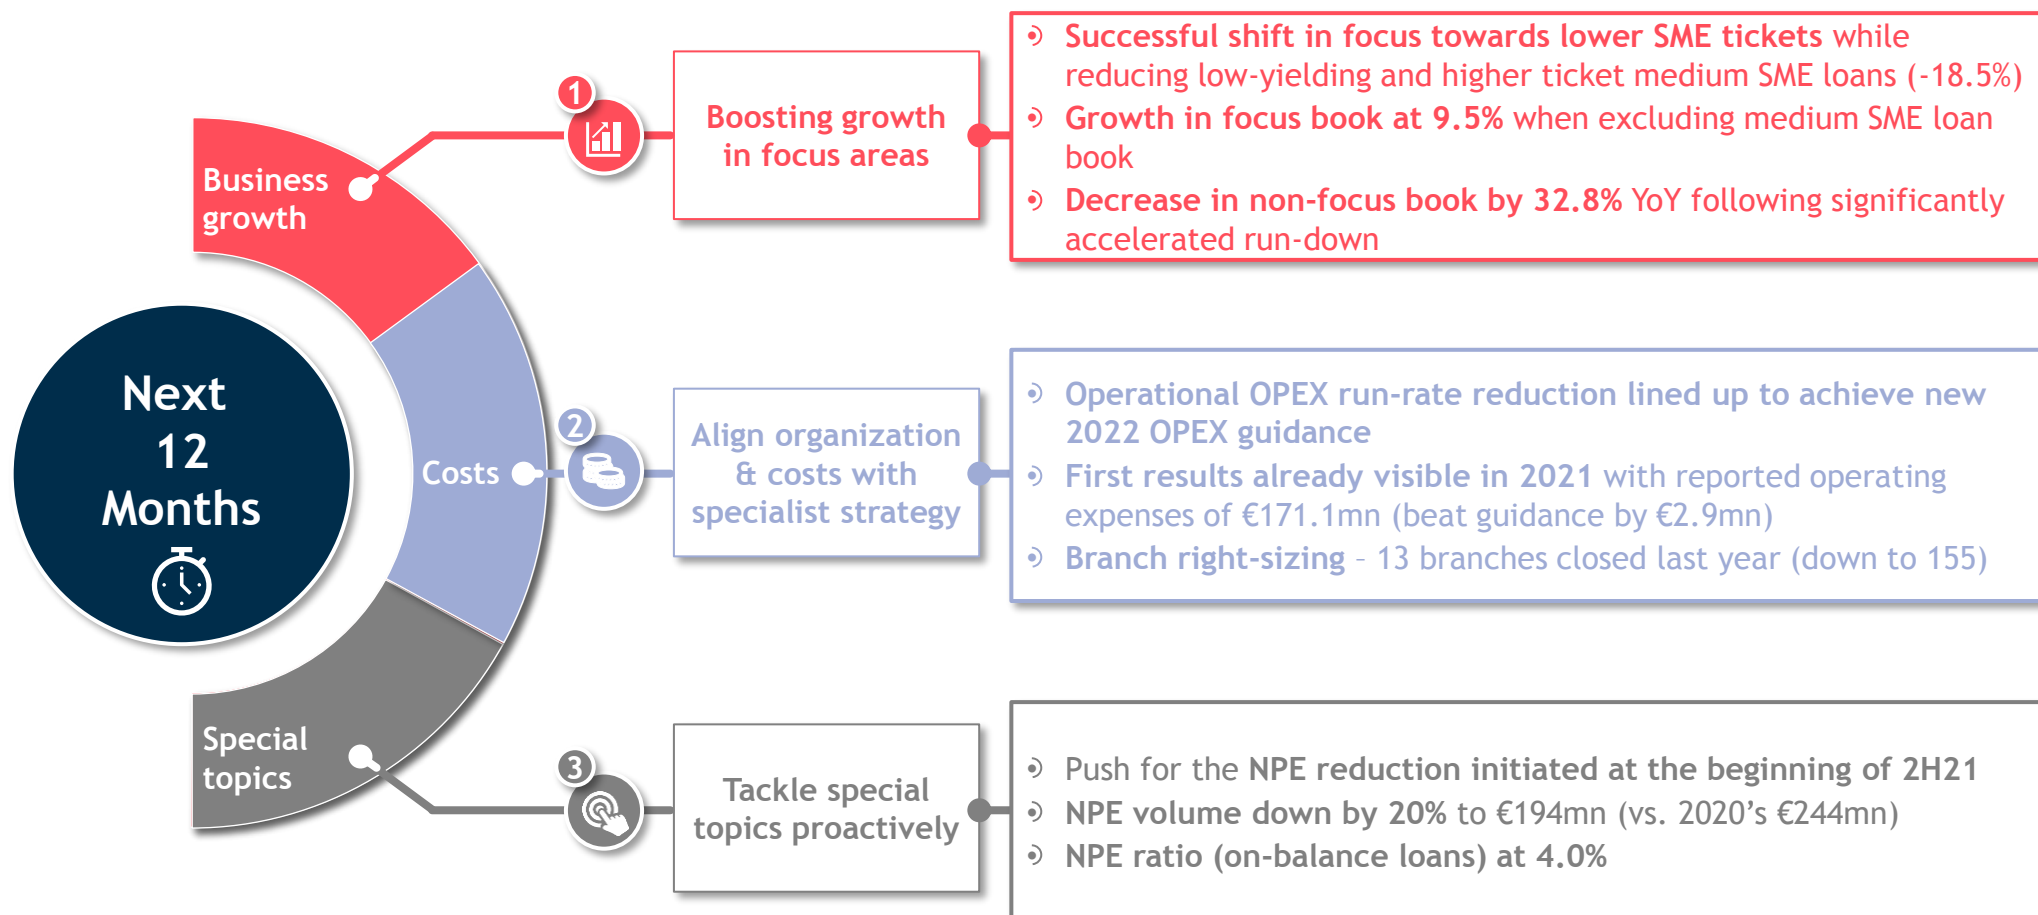 Next
12
Months
Business
growth
1
Boosting growth
in focus areas
Successful shift in focus towards lower SME tickets while
reducing low-yielding and higher ticket medium SME loans (-18.5%)
Growth in focus book at 9.5% when excluding medium SME loan
book
Decrease in non-focus book by 32.8% YoY following significantly
accelerated run-down
Costs
2
Align organization
& costs with
specialist strategy
Operational OPEX run-rate reduction lined up to achieve new
2022 OPEX guidance
First results already visible in 2021 with reported operating
expenses of €171.1mn (beat guidance by €2.9mn)
Branch right-sizing – 13 branches closed last year (down to 155)
Special
topics
3
Tackle special
topics proactively
Push for the NPE reduction initiated at the beginning of 2H21
NPE volume down by 20% to €194mn (vs. 2020’s €244mn)
NPE ratio (on-balance loans) at 4.0%